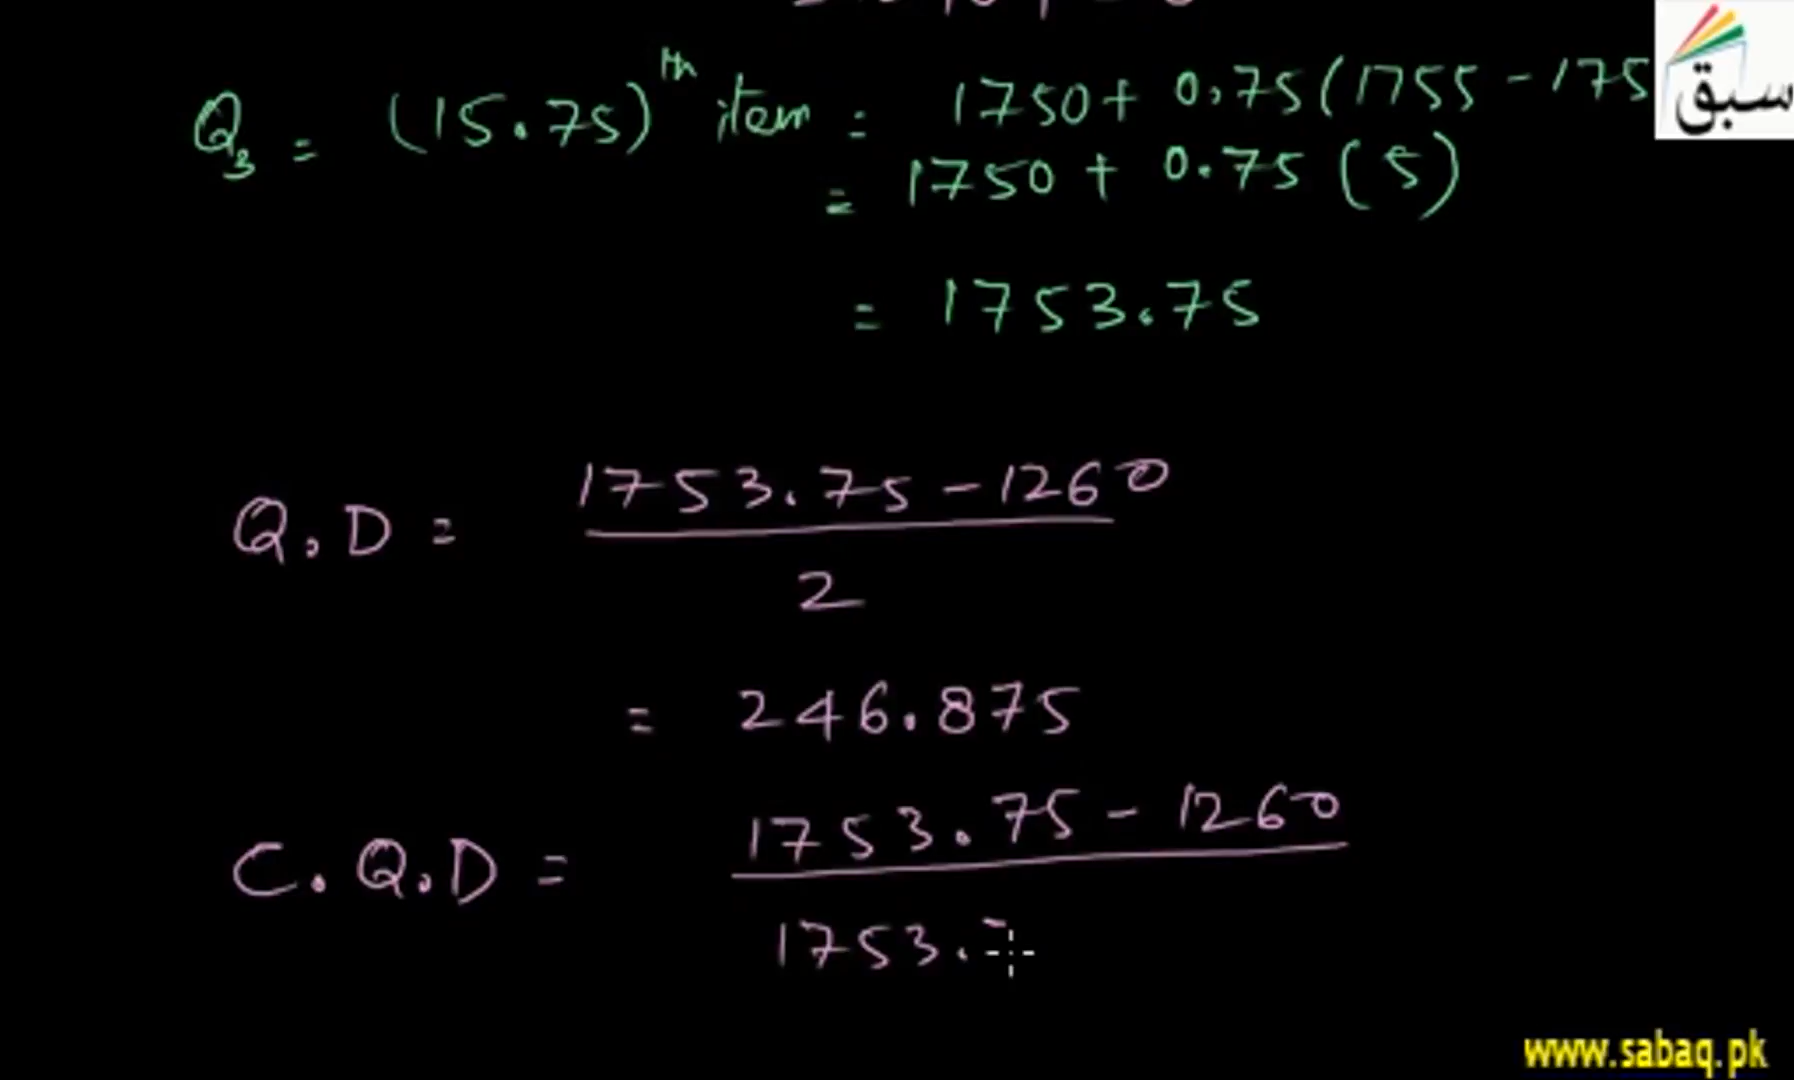 Q3 = (15.75)th item = 1750 + 0.75(1755 - 175
= 1750 + 0.75 (5)
= 1753.75
Q.D = 1753.75 - 1260
2
= 246.875
C.Q.D = 1753.75 - 1260
1753.
سبق
www.sabaq.pk